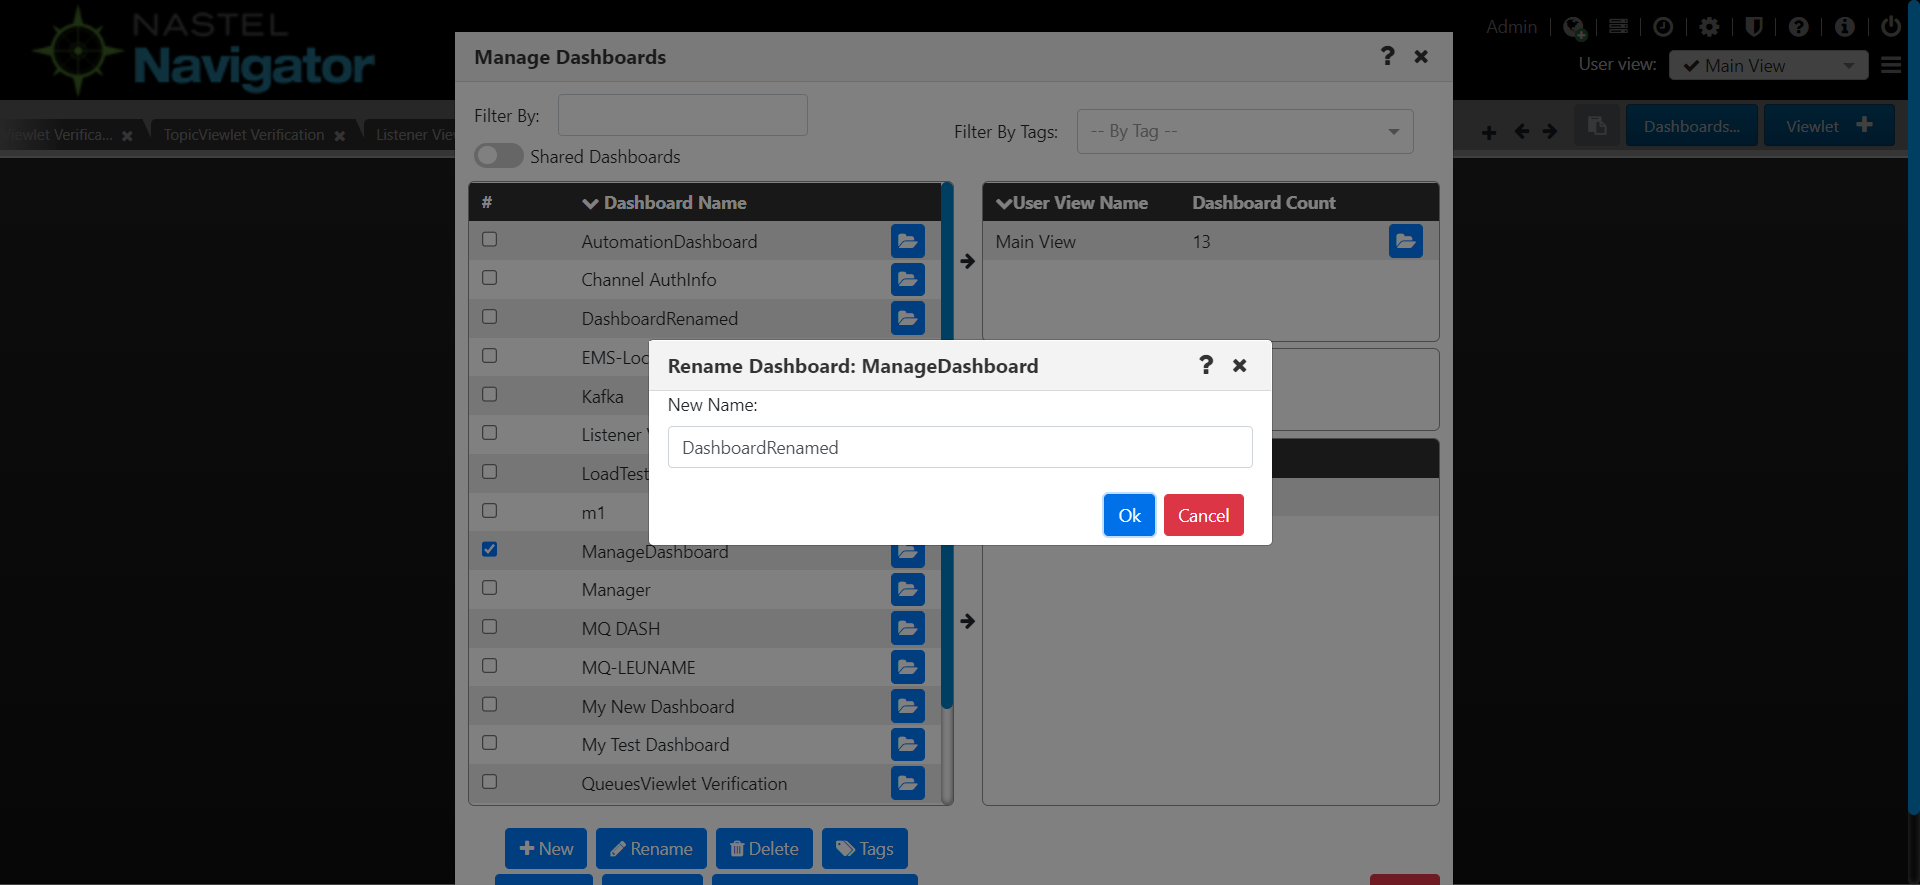 NASTEL
Navigator
Admin
User view:
Main View
iewlet Verifica...
TopicViewlet Verification
Listener View
Dashboards...
Viewlet
Manage Dashboards
Filter By:
Filter By Tags:
-- By Tag --
Shared Dashboards
# Dashboard Name
AutomationDashboard
Channel AuthInfo
DashboardRenamed
EMS-Loc
Kafka
Listener
LoadTest
m1
ManageDashboard
Manager
MQ DASH
MQ-LEUNAME
My New Dashboard
My Test Dashboard
QueuesViewlet Verification
User View Name Dashboard Count
Main View 13
Rename Dashboard: ManageDashboard
New Name:
DashboardRenamed
Ok Cancel
New Rename Delete Tags